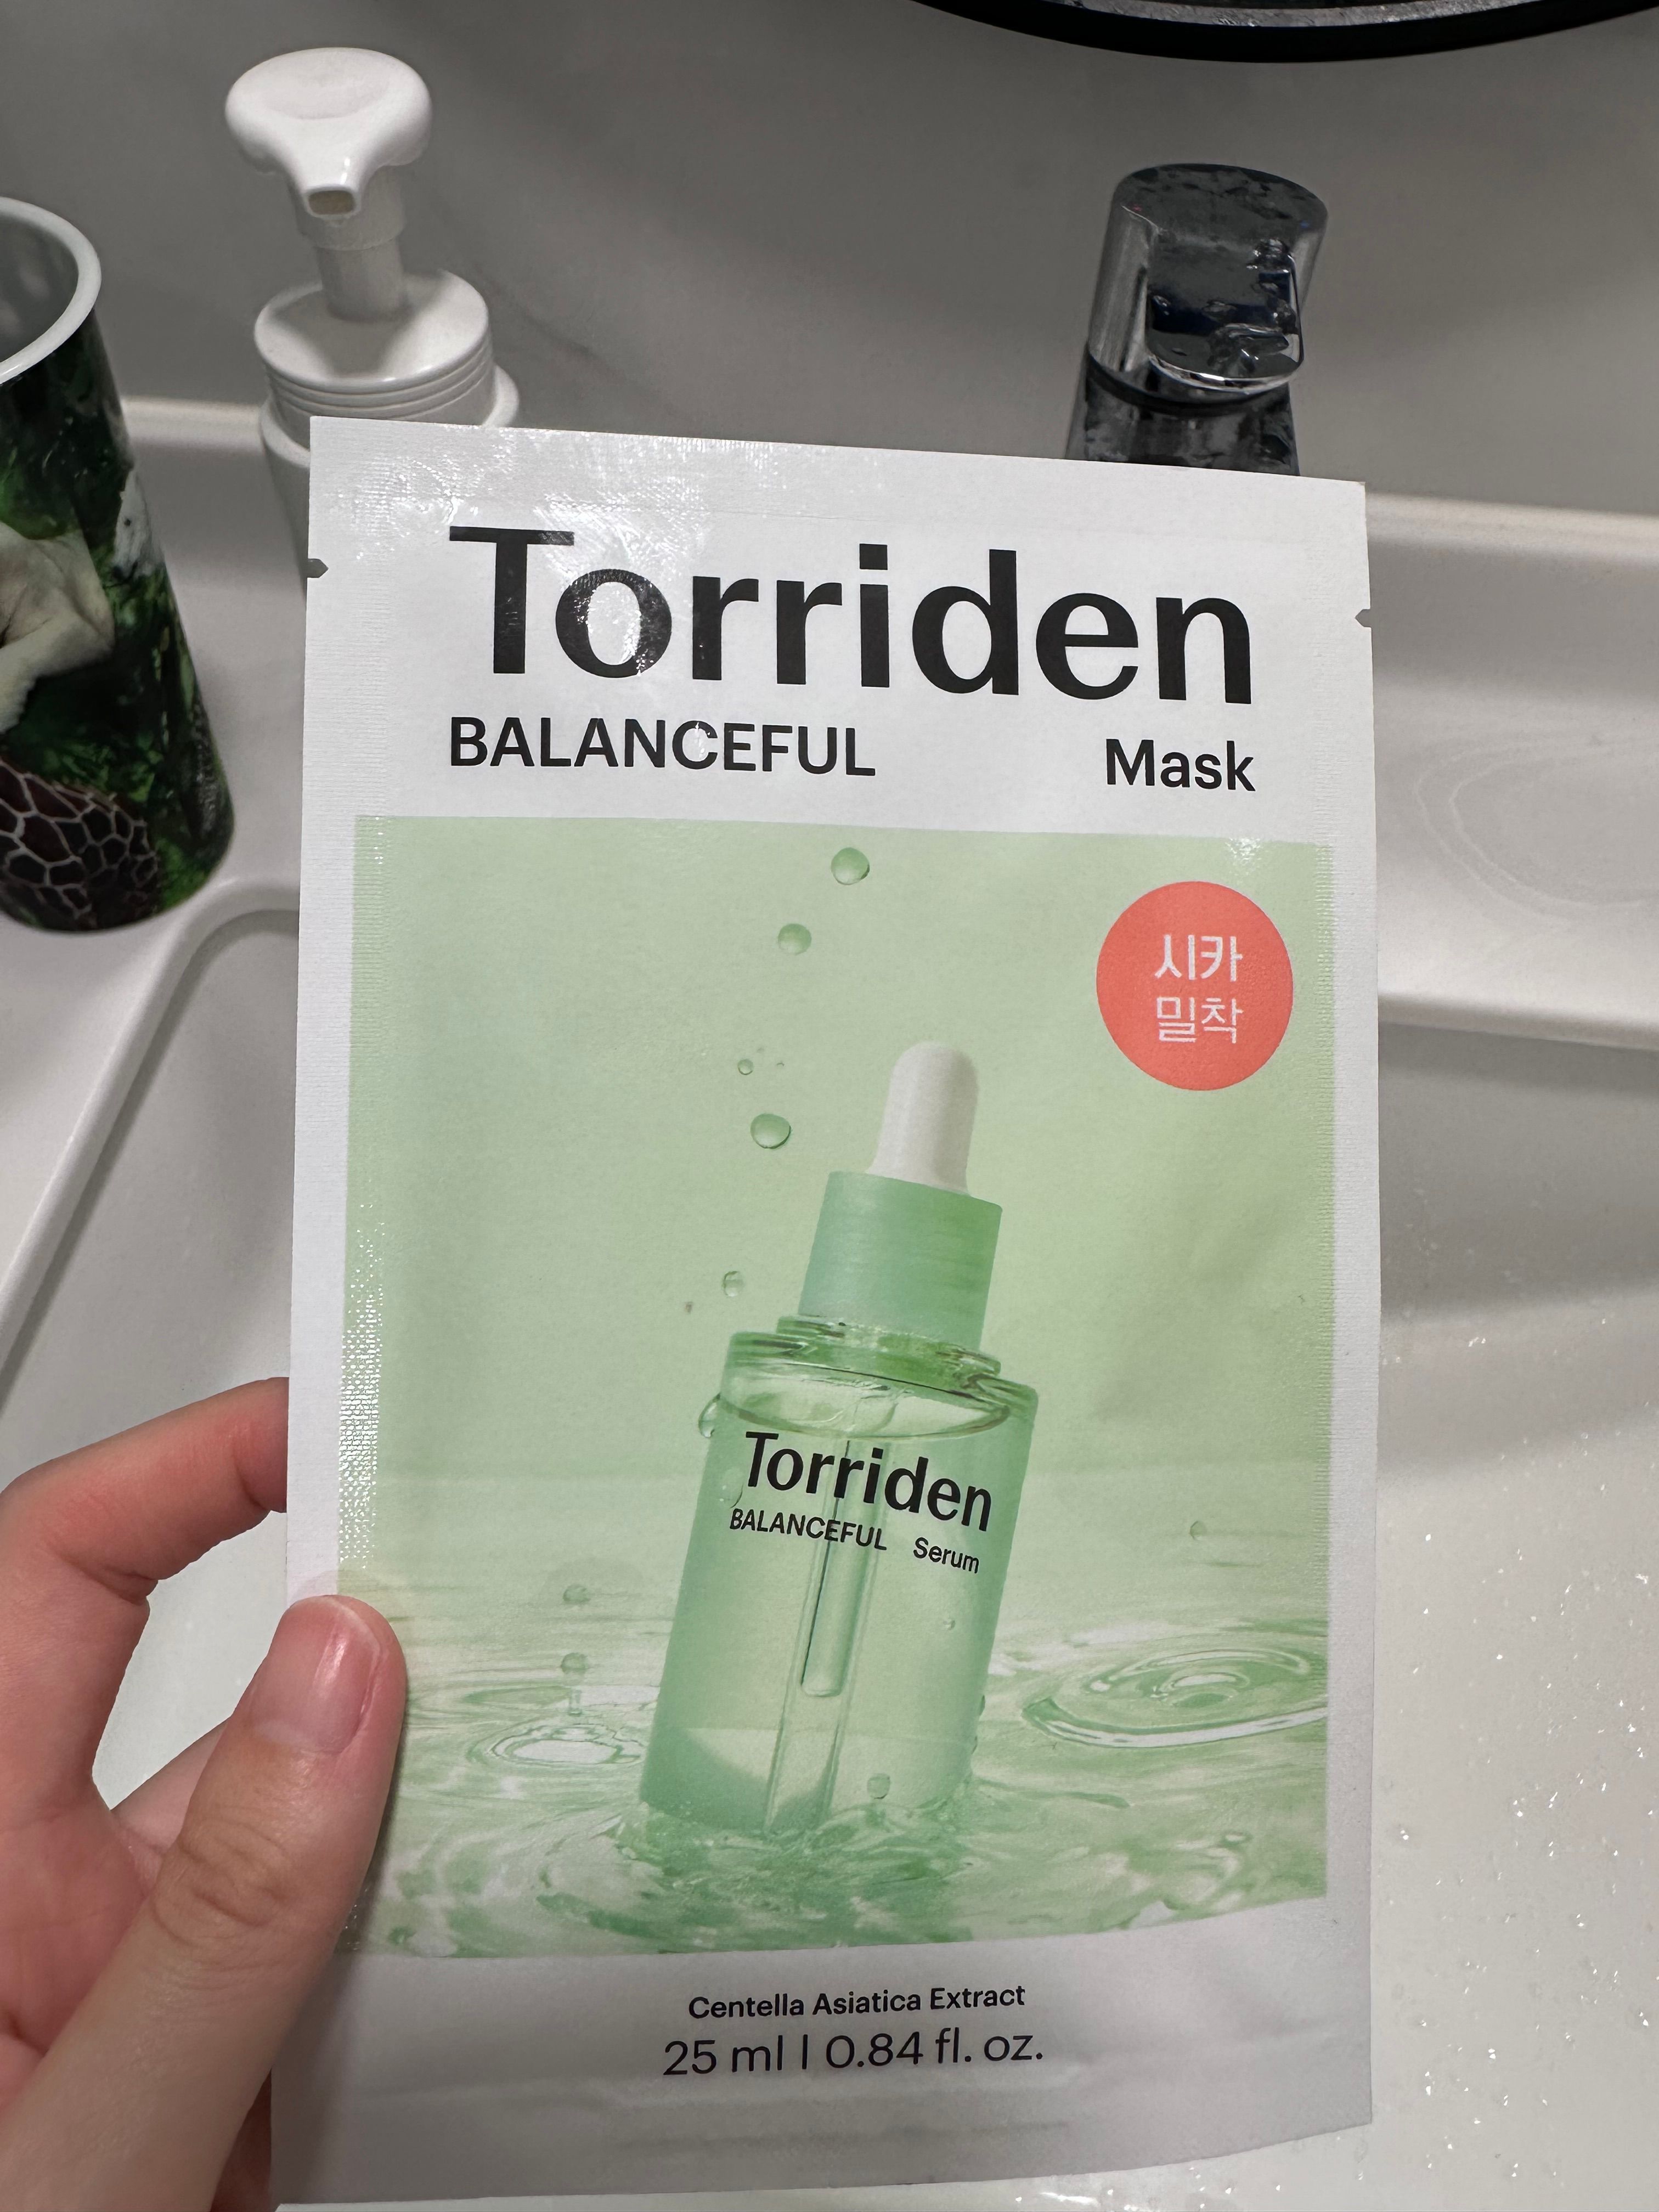 Torriden
BALANCEFUL Mask
시카
밀착
Torriden
BALANCEFUL Serum
Centella Asiatica Extract
25 ml | 0.84 fl. oz.